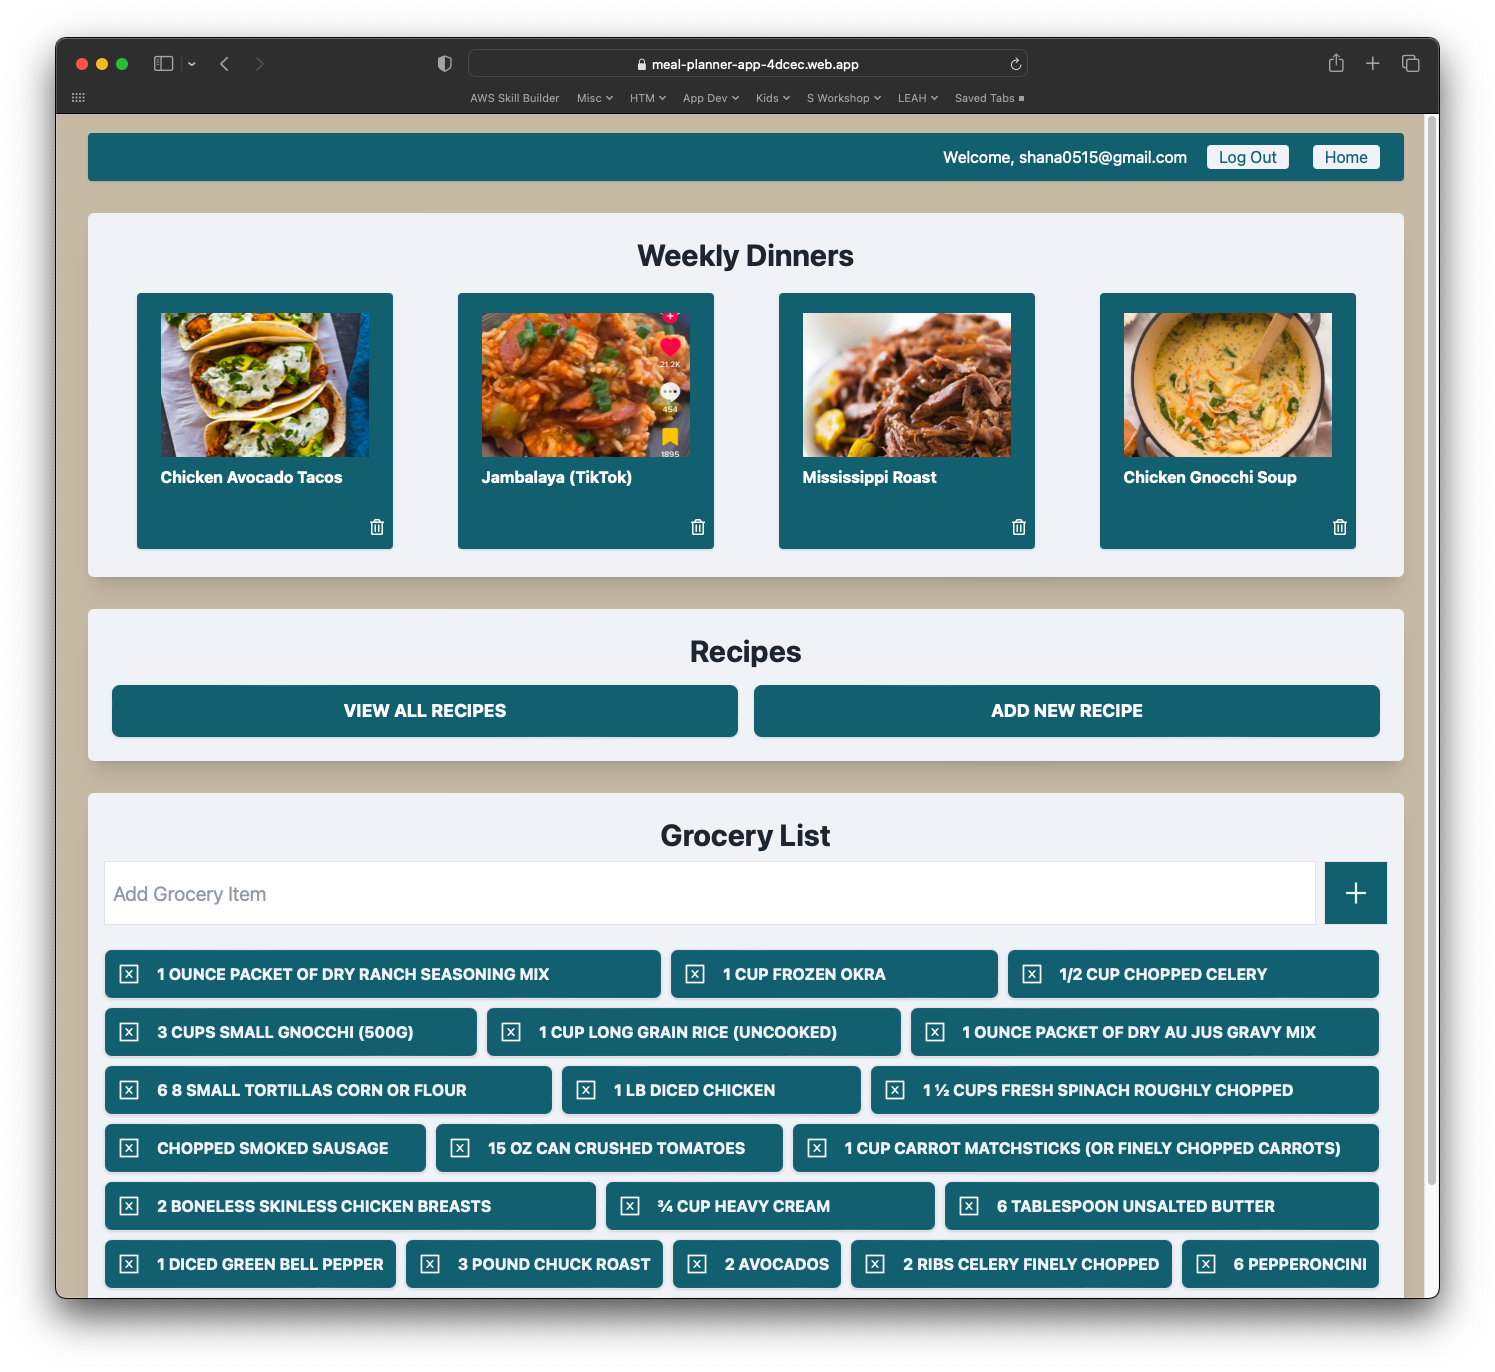 meal-planner-app-4dcec.web.app
AWS Skill Builder Misc HTM App Dev Kids S Workshop LEAH Saved Tabs
Welcome, shana0515@gmail.com Log Out Home
Weekly Dinners
21.2K
454
1895
Chicken Avocado Tacos
Jambalaya (TikTok)
Mississippi Roast
Chicken Gnocchi Soup
Recipes
VIEW ALL RECIPES ADD NEW RECIPE
Grocery List
Add Grocery Item
1 OUNCE PACKET OF DRY RANCH SEASONING MIX 1 CUP FROZEN OKRA 1/2 CUP CHOPPED CELERY
3 CUPS SMALL GNOCCHI (500G) 1 CUP LONG GRAIN RICE (UNCOOKED) 1 OUNCE PACKET OF DRY AU JUS GRAVY MIX
6 8 SMALL TORTILLAS CORN OR FLOUR 1 LB DICED CHICKEN 1 ½ CUPS FRESH SPINACH ROUGHLY CHOPPED
CHOPPED SMOKED SAUSAGE 15 OZ CAN CRUSHED TOMATOES 1 CUP CARROT MATCHSTICKS (OR FINELY CHOPPED CARROTS)
2 BONELESS SKINLESS CHICKEN BREASTS ¾ CUP HEAVY CREAM 6 TABLESPOON UNSALTED BUTTER
1 DICED GREEN BELL PEPPER 3 POUND CHUCK ROAST 2 AVOCADOS 2 RIBS CELERY FINELY CHOPPED 6 PEPPERONCINI